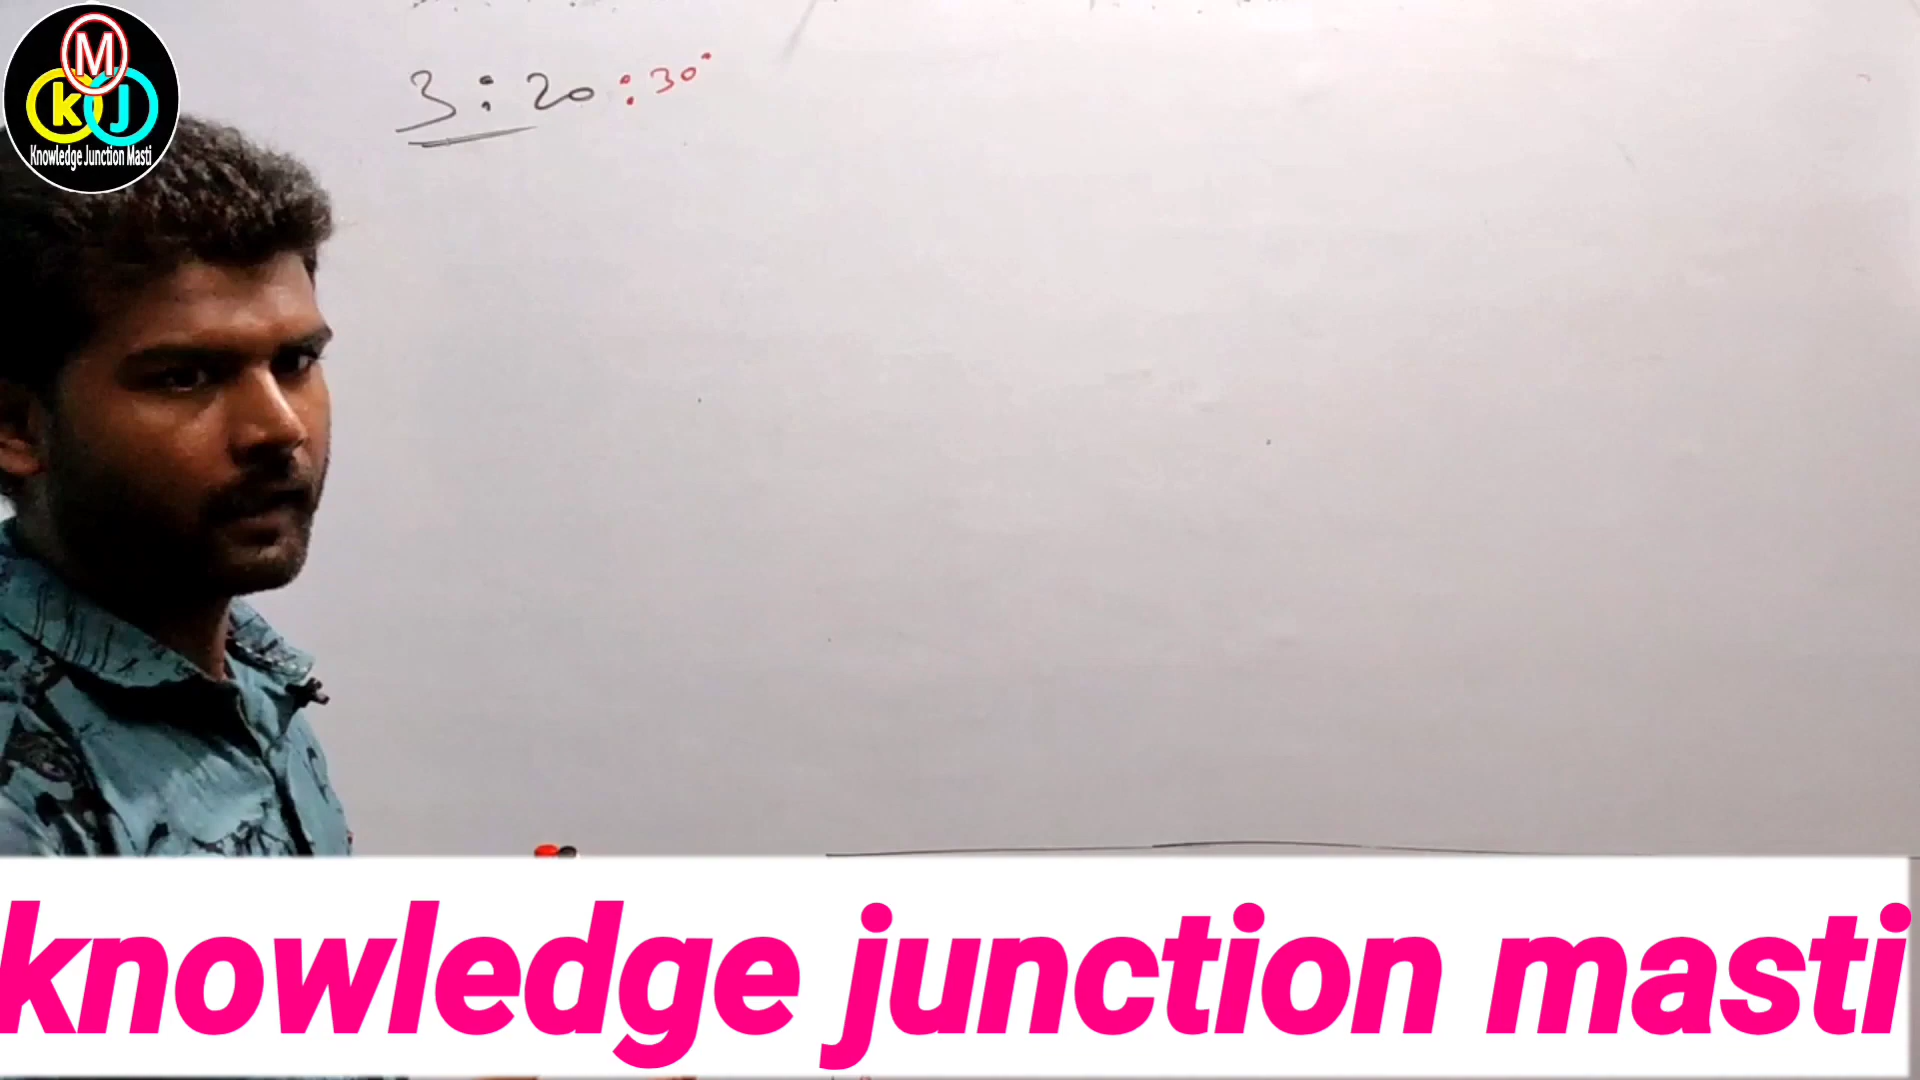 M
k J
Knowledge Junction Masti
3 : 20 : 30°
knowledge junction masti